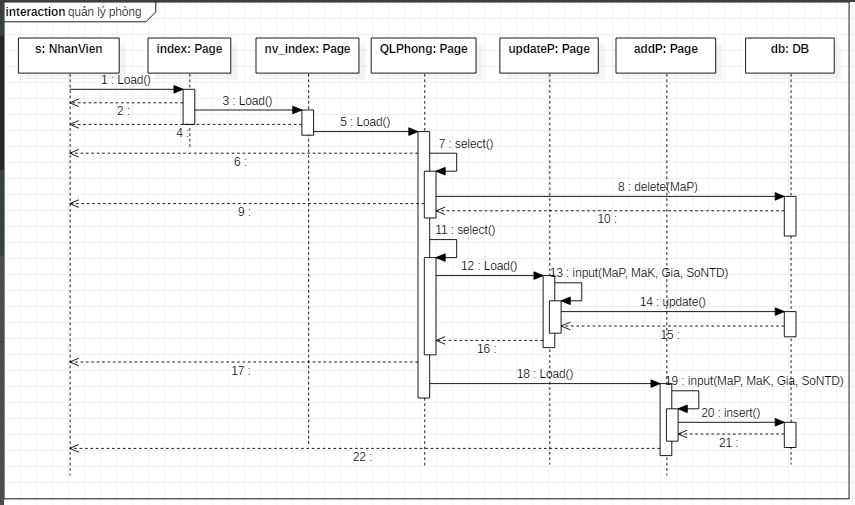 interaction quản lý phòng
s: NhanVien
index: Page
nv_index: Page
QLPhong: Page
updateP: Page
addP: Page
db: DB
1 : Load()
2 :
3 : Load()
4 :
5 : Load()
6 :
7 : select()
8 : delete(MaP)
9 :
10 :
11 : select()
12 : Load()
13 : input(MaP, MaK, Gia, SoNTD)
14 : update()
15 :
16 :
17 :
18 : Load()
19 : input(MaP, MaK, Gia, SoNTD)
20 : insert()
21 :
22 :